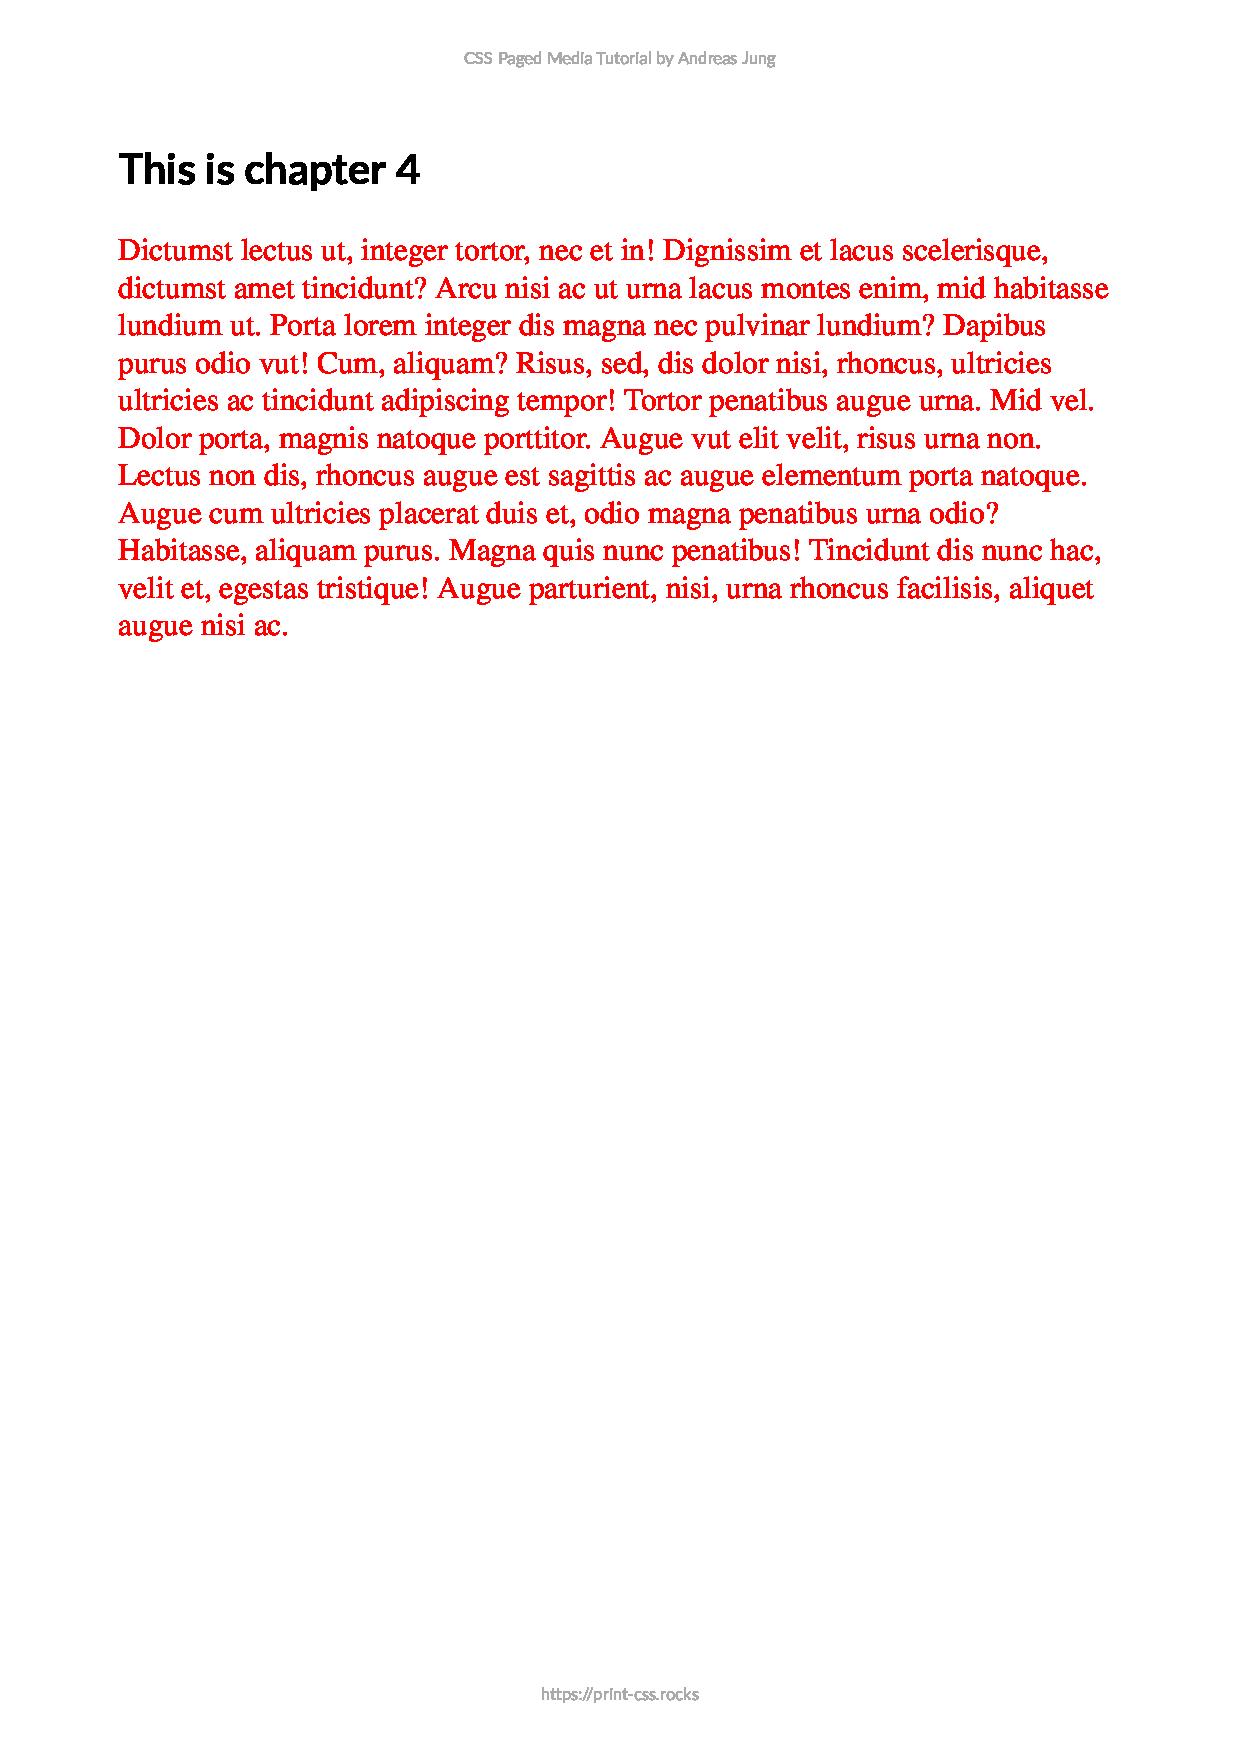 CSS Paged Media Tutorial by Andreas Jung
This is chapter 4
Dictumst lectus ut, integer tortor, nec et in! Dignissim et lacus scelerisque,
dictumst amet tincidunt? Arcu nisi ac ut urna lacus montes enim, mid habitasse
lundium ut. Porta lorem integer dis magna nec pulvinar lundium? Dapibus
purus odio vut! Cum, aliquam? Risus, sed, dis dolor nisi, rhoncus, ultricies
ultricies ac tincidunt adipiscing tempor! Tortor penatibus augue urna. Mid vel.
Dolor porta, magnis natoque porttitor. Augue vut elit velit, risus urna non.
Lectus non dis, rhoncus augue est sagittis ac augue elementum porta natoque.
Augue cum ultricies placerat duis et, odio magna penatibus urna odio?
Habitasse, aliquam purus. Magna quis nunc penatibus! Tincidunt dis nunc hac,
velit et, egestas tristique! Augue parturient, nisi, urna rhoncus facilisis, aliquet
augue nisi ac.
https://print-css.rocks